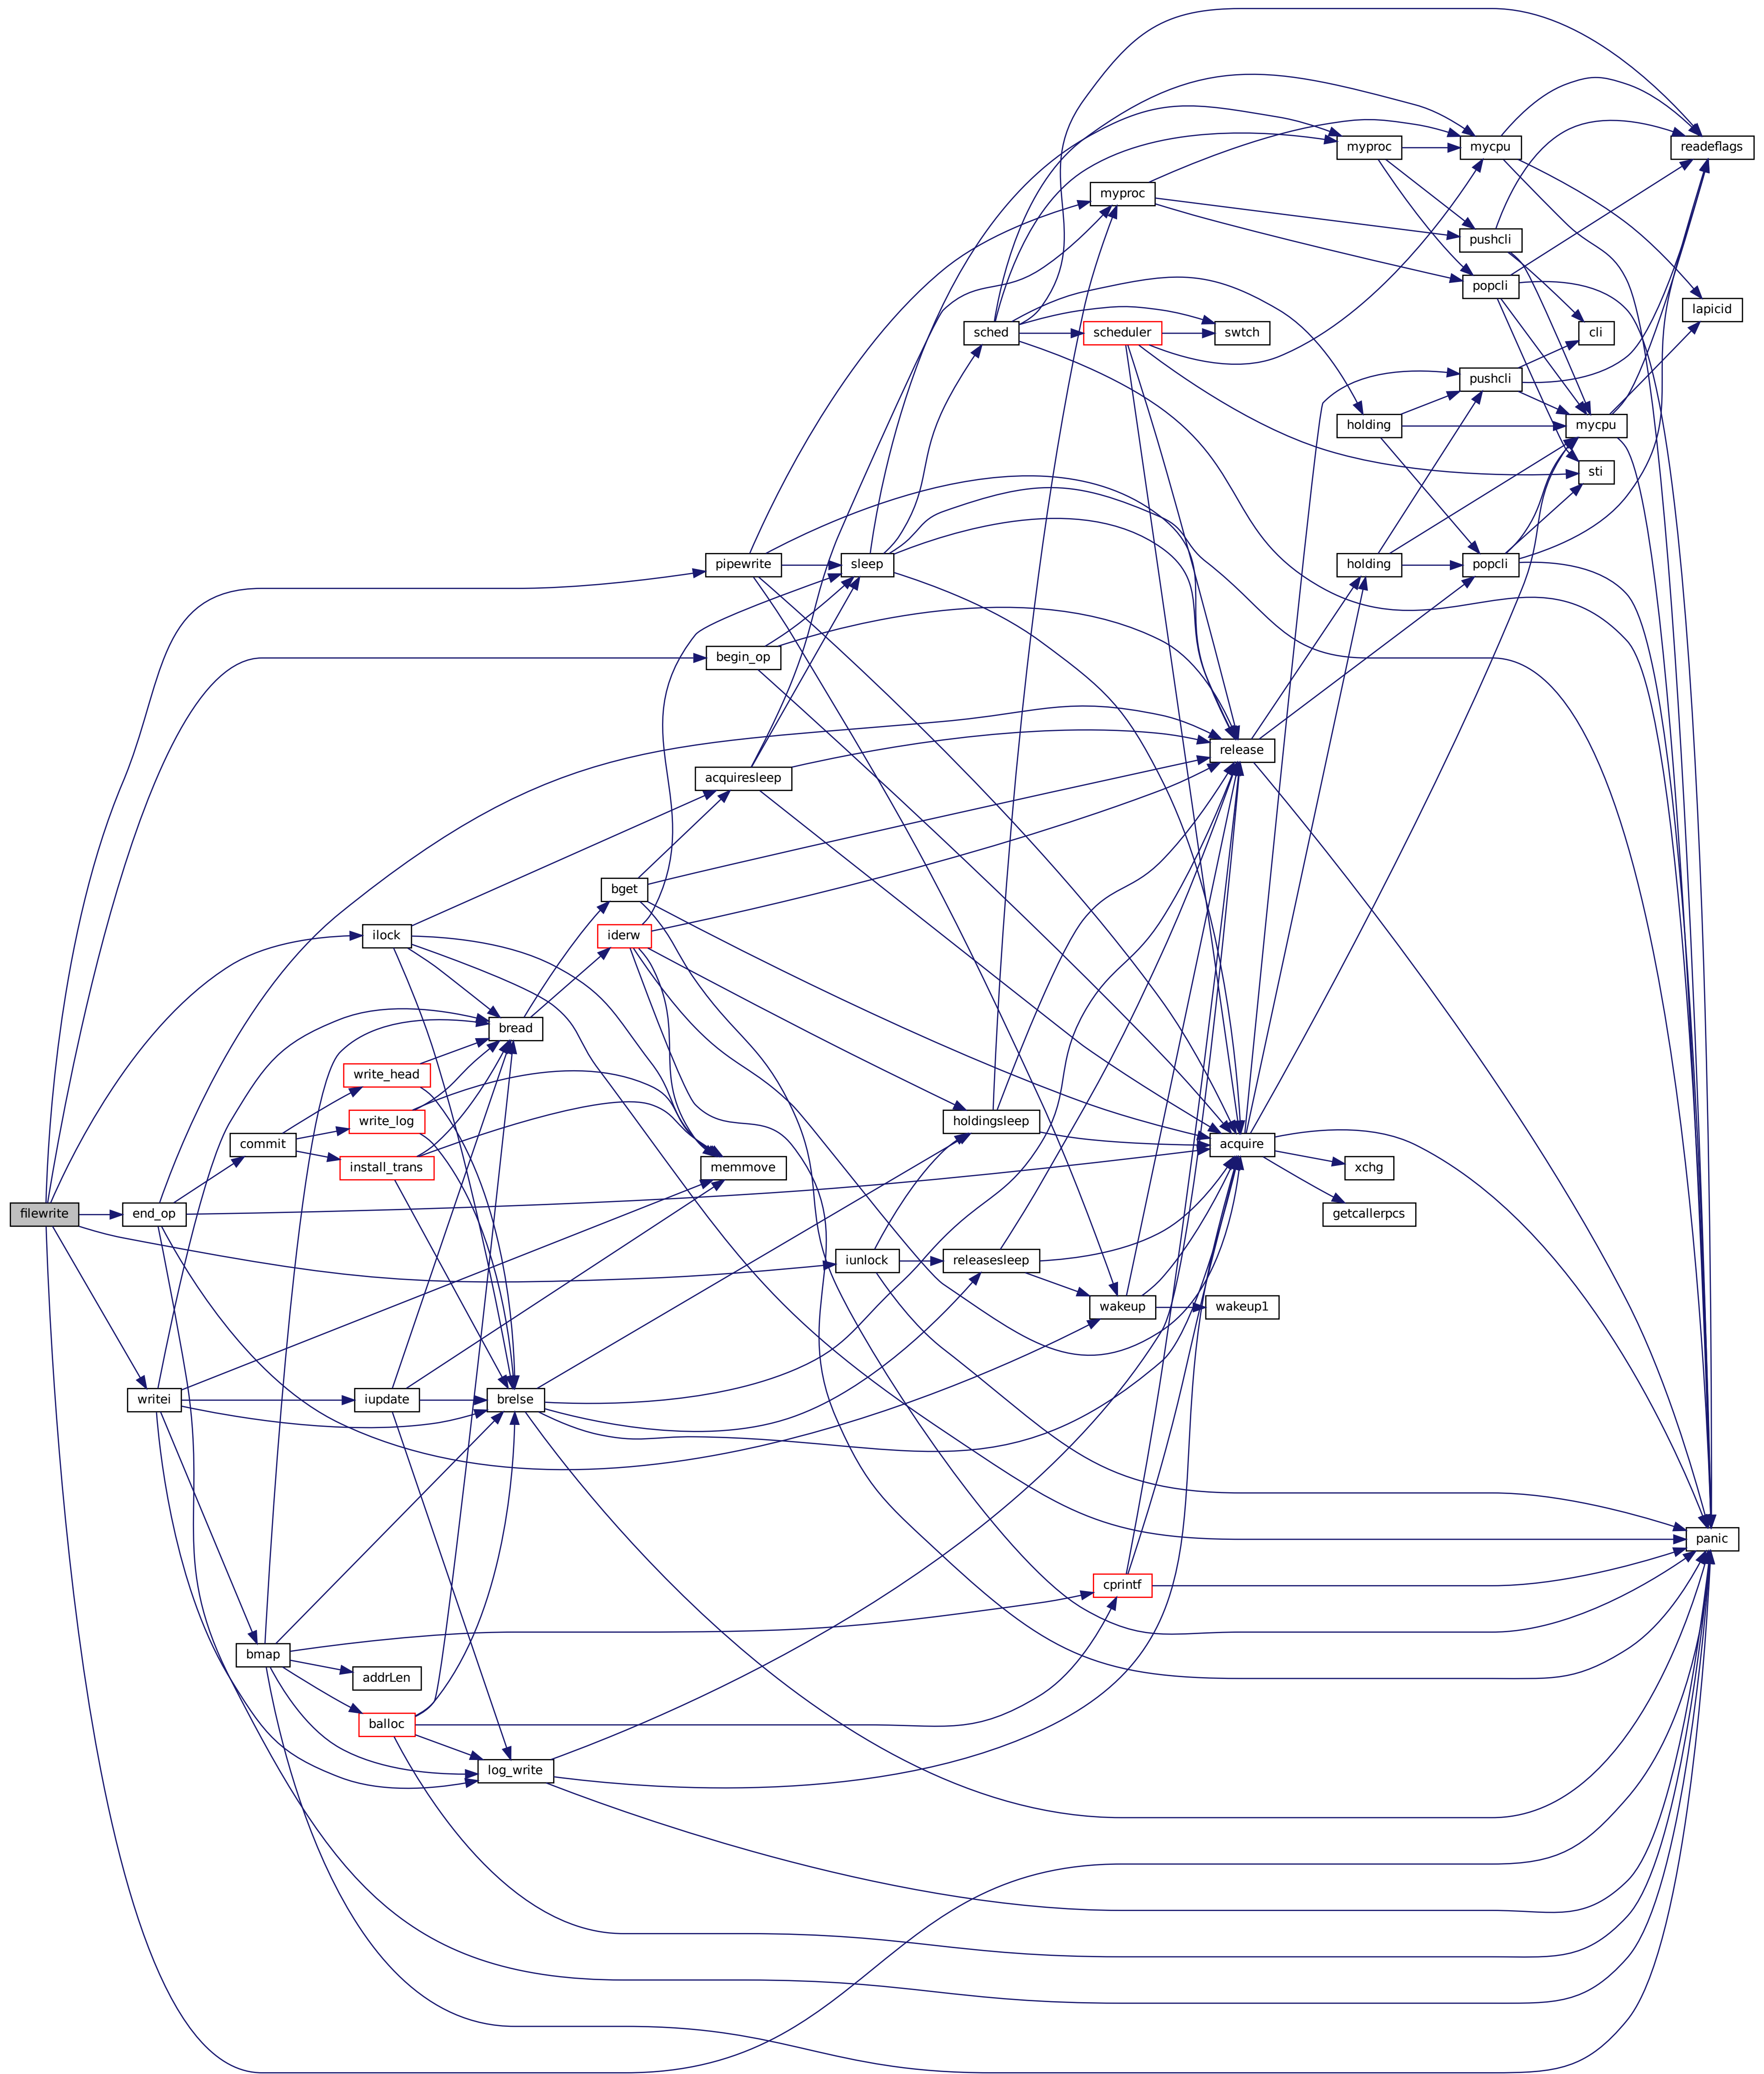 readeflags
myproc
mycpu
myproc
pushcli
popcli
lapicid
sched
scheduler
swtch
cli
pushcli
holding
mycpu
sti
pipewrite
sleep
holding
popcli
begin_op
release
acquiresleep
bget
ilock
iderw
bread
write_head
write_log
holdingsleep
commit
acquire
install_trans
memmove
xchg
filewrite
end_op
getcallerpcs
iunlock
releasesleep
wakeup
wakeup1
writei
iupdate
brelse
panic
cprintf
bmap
addrLen
balloc
log_write